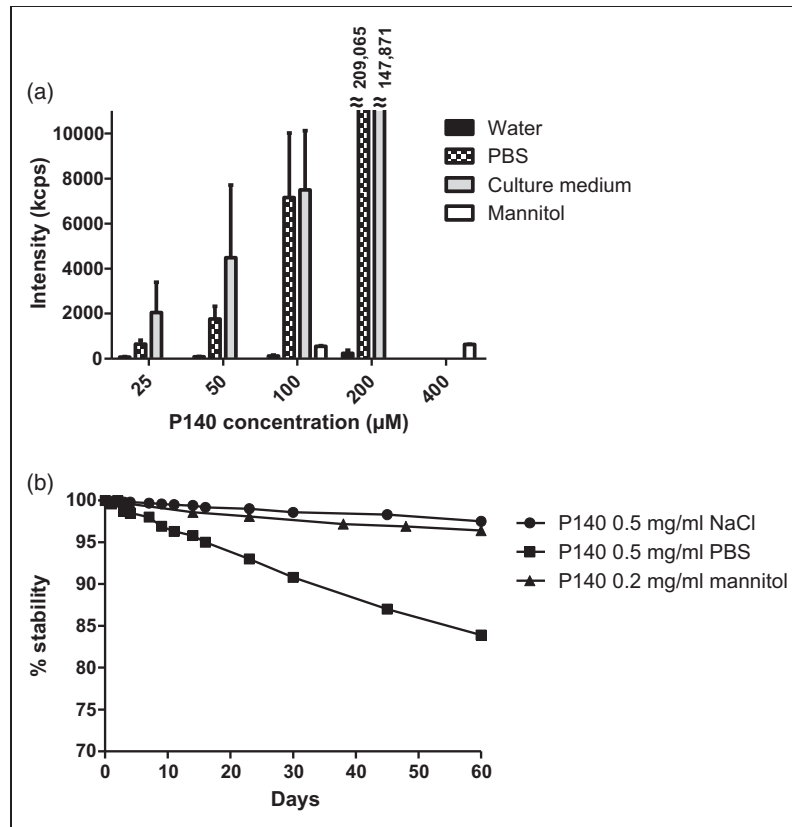 (a)
≈ 209,065
≈ 147,871
10000
8000
6000
4000
2000
0
Intensity (kcps)
25
50
100
200
400
P140 concentration (µM)
Water
PBS
Culture medium
Mannitol
(b)
100
95
90
85
80
75
70
% stability
0
10
20
30
40
50
60
Days
P140 0.5 mg/ml NaCl
P140 0.5 mg/ml PBS
P140 0.2 mg/ml mannitol